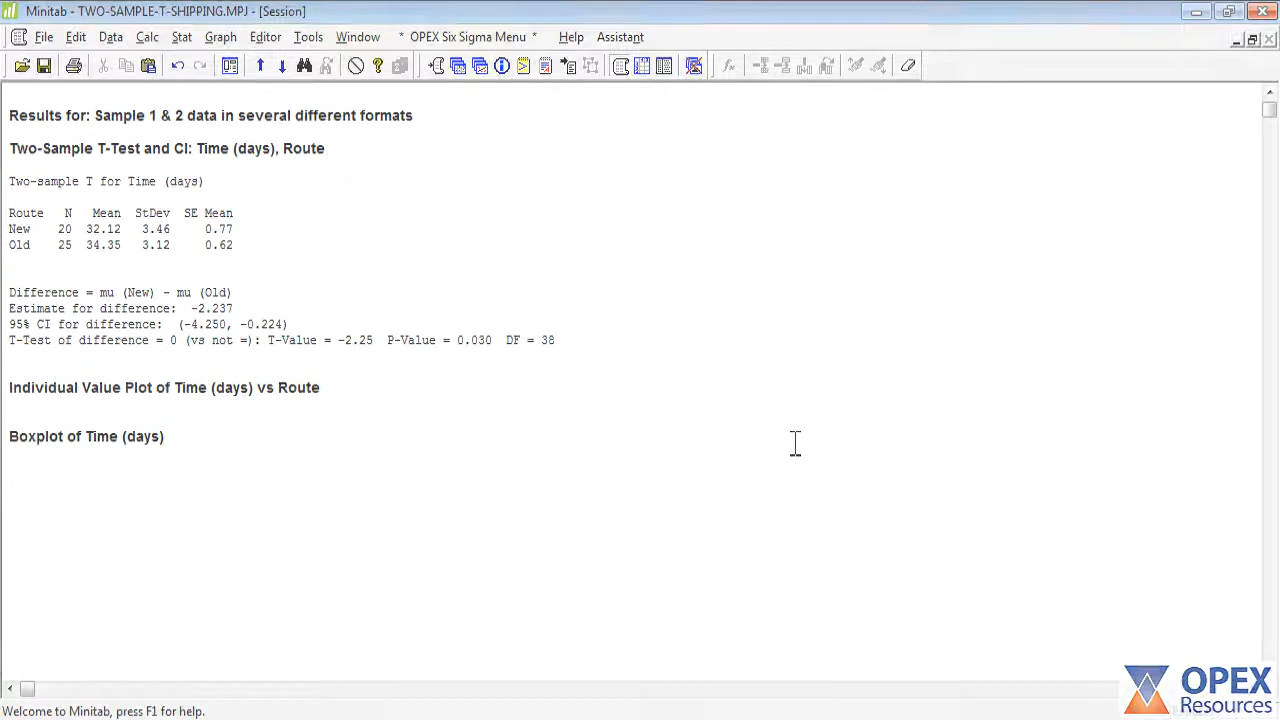 Minitab - TWO-SAMPLE-T-SHIPPING.MPJ - [Session]
File Edit Data Calc Stat Graph Editor Tools Window * OPEX Six Sigma Menu * Help Assistant
Results for: Sample 1 & 2 data in several different formats
Two-Sample T-Test and CI: Time (days), Route
Two-sample T for Time (days)
Route N Mean StDev SE Mean
New 20 32.12 3.46 0.77
Old 25 34.35 3.12 0.62
Difference = mu (New) - mu (Old)
Estimate for difference: -2.237
95% CI for difference: (-4.250, -0.224)
T-Test of difference = 0 (vs not =): T-Value = -2.25 P-Value = 0.030 DF = 38
Individual Value Plot of Time (days) vs Route
Boxplot of Time (days)
Welcome to Minitab, press F1 for help.
OPEX
Resources